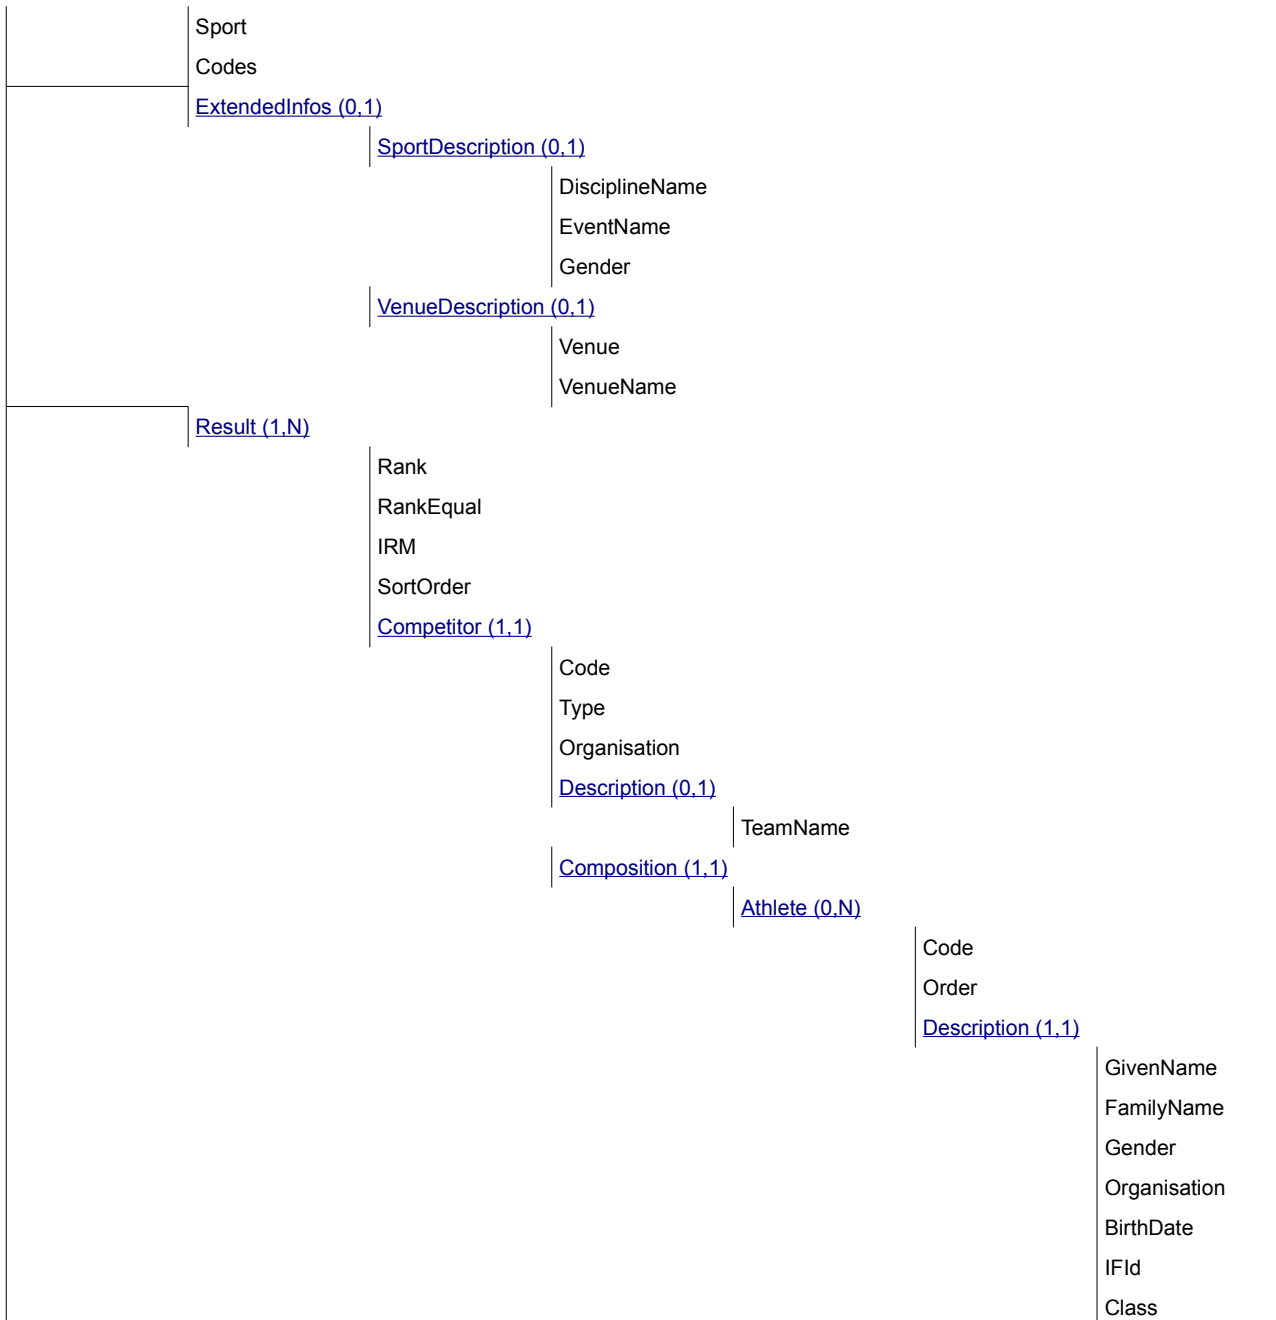 Sport
Codes
ExtendedInfos (0,1)
SportDescription (0,1)
DisciplineName
EventName
Gender
VenueDescription (0,1)
Venue
VenueName
Result (1,N)
Rank
RankEqual
IRM
SortOrder
Competitor (1,1)
Code
Type
Organisation
Description (0,1)
TeamName
Composition (1,1)
Athlete (0,N)
Code
Order
Description (1,1)
GivenName
FamilyName
Gender
Organisation
BirthDate
IFId
Class